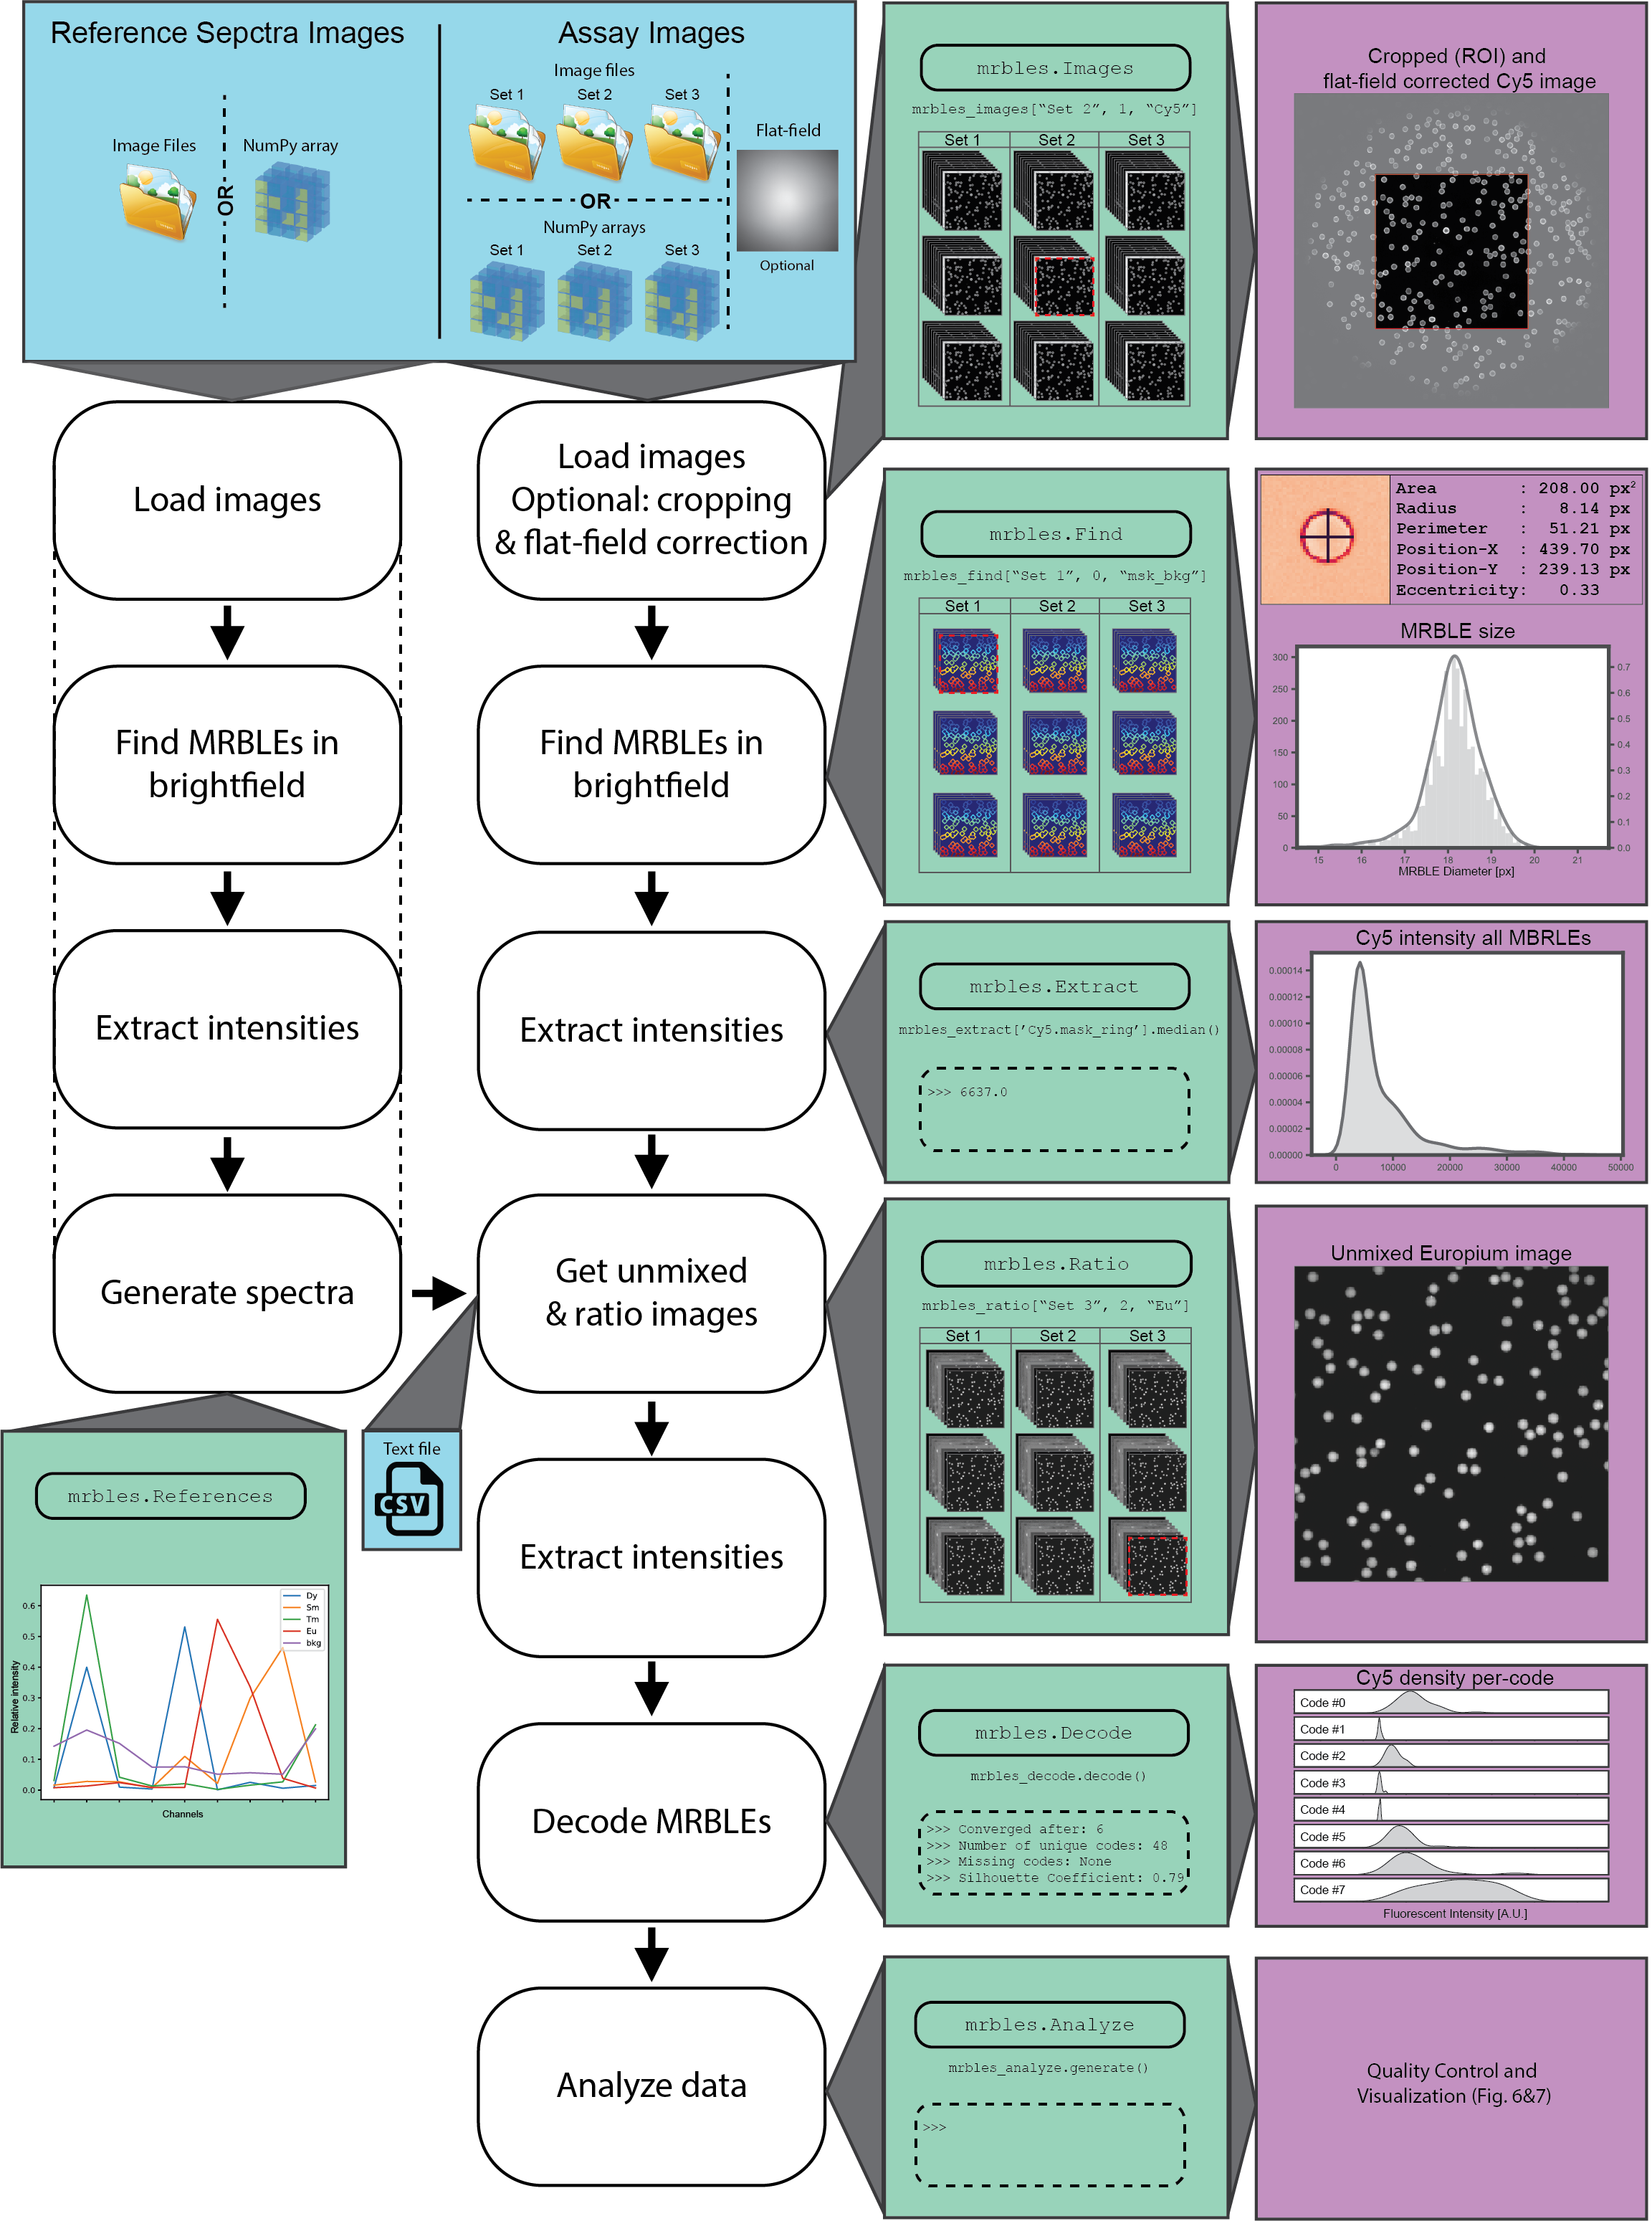 Reference Sepctra Images
Image Files
OR
NumPy array
Assay Images
Image files
Set 1
Set 2
Set 3
OR
NumPy arrays
Set 1
Set 2
Set 3
Flat-field
Optional
Load images
Find MRBLEs in
brightfield
Extract intensities
Generate spectra
Load images
Optional: cropping
& flat-field correction
Find MRBLEs in
brightfield
Extract intensities
Get unmixed
& ratio images
Extract intensities
Decode MRBLEs
Analyze data
Text file
CSV
mrbles.References
Relative intensity
0.6
0.5
0.4
0.3
0.2
0.1
0.0
Dy
Sm
Tm
Eu
bkg
Channels
mrbles.Images
mrbles_images[“Set 2”, 1, “Cy5”]
Set 1
Set 2
Set 3
Cropped (ROI) and
flat-field corrected Cy5 image
mrbles.Find
mrbles_find[“Set 1”, 0, “msk_bkg”]
Set 1
Set 2
Set 3
Area : 208.00 px²
Radius : 8.14 px
Perimeter : 51.21 px
Position-X : 439.70 px
Position-Y : 239.13 px
Eccentricity: 0.33
MRBLE size
300
250
200
150
100
50
0
0.7
0.6
0.5
0.4
0.3
0.2
0.1
0.0
15 16 17 18 19 20 21
MRBLE Diameter [px]
mrbles.Extract
mrbles_extract[’Cy5.mask_ring’].median()
>>> 6637.0
Cy5 intensity all MBRLEs
0.00014
0.00012
0.00010
0.00008
0.00006
0.00004
0.00002
0.00000
0 10000 20000 30000 40000 50000
mrbles.Ratio
mrbles_ratio[“Set 3”, 2, “Eu”]
Set 1
Set 2
Set 3
Unmixed Europium image
mrbles.Decode
mrbles_decode.decode()
>>> Converged after: 6
>>> Number of unique codes: 48
>>> Missing codes: None
>>> Silhouette Coefficient: 0.79
Cy5 density per-code
Code #0
Code #1
Code #2
Code #3
Code #4
Code #5
Code #6
Code #7
Fluorescent Intensity [A.U.]
mrbles.Analyze
mrbles_analyze.generate()
>>>
Quality Control and
Visualization (Fig. 6&7)